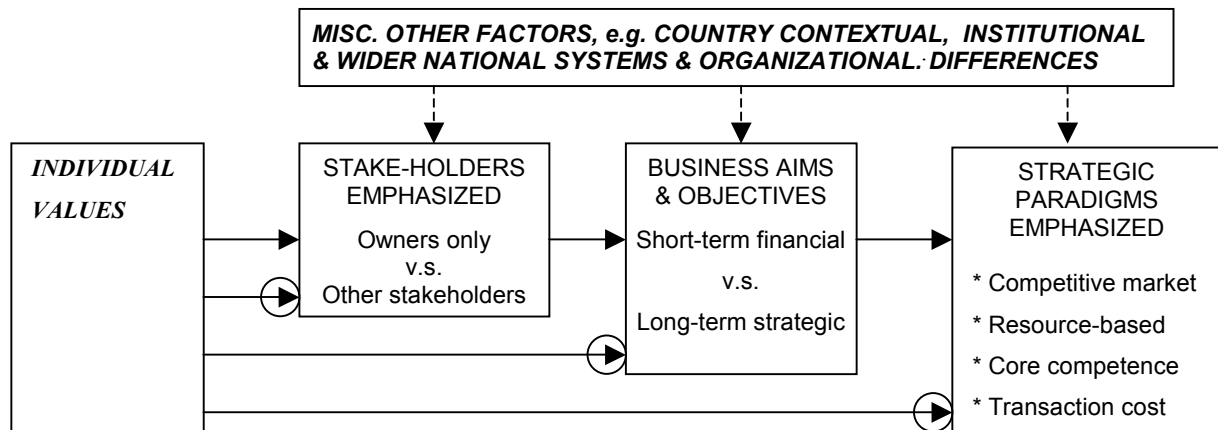 MISC. OTHER FACTORS, e.g. COUNTRY CONTEXTUAL, INSTITUTIONAL
& WIDER NATIONAL SYSTEMS & ORGANIZATIONAL. DIFFERENCES
INDIVIDUAL
VALUES
STAKE-HOLDERS
EMPHASIZED
Owners only
v.s.
Other stakeholders
BUSINESS AIMS
& OBJECTIVES
Short-term financial
v.s.
Long-term strategic
STRATEGIC
PARADIGMS
EMPHASIZED
* Competitive market
* Resource-based
* Core competence
* Transaction cost